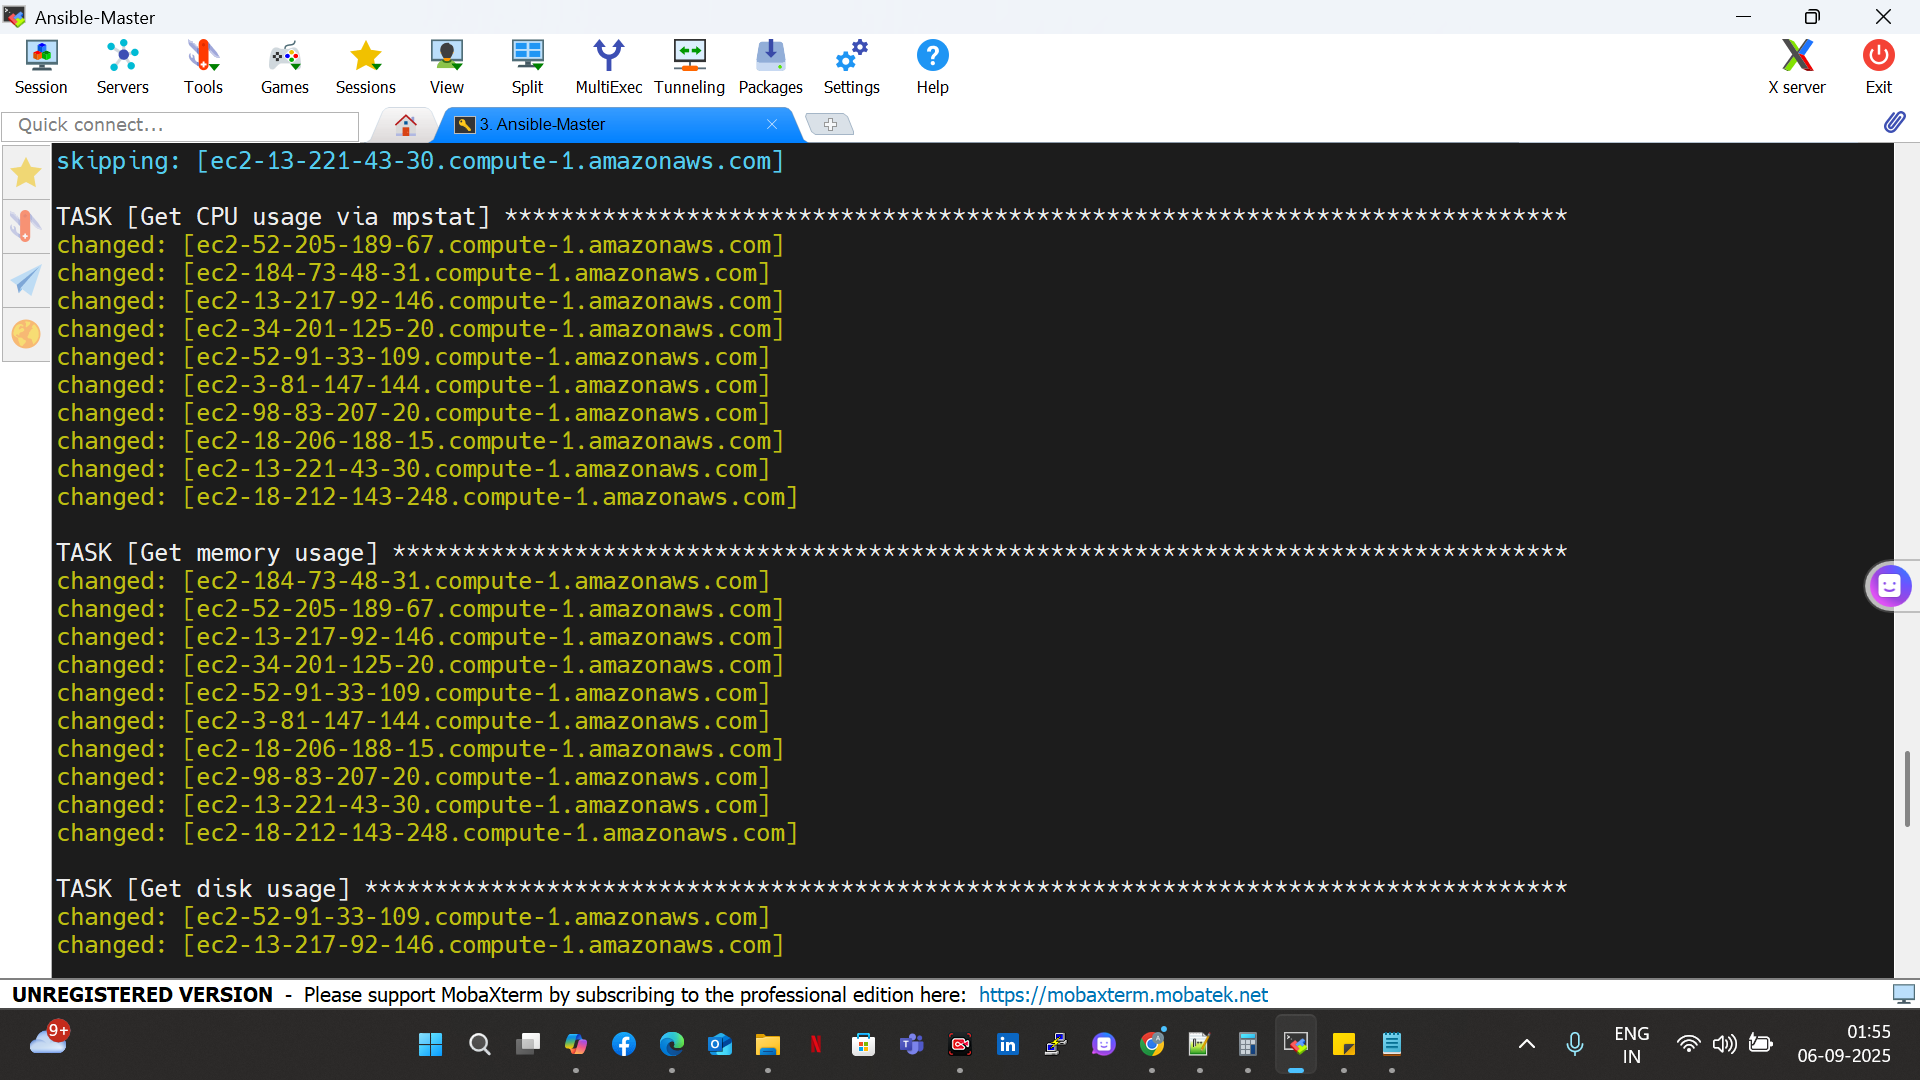 Ansible-Master
Session Servers Tools Games Sessions View Split MultiExec Tunneling Packages Settings Help X server Exit
Quick connect... 3. Ansible-Master
skipping: [ec2-13-221-43-30.compute-1.amazonaws.com]
TASK [Get CPU usage via mpstat] ****************************************************************************
changed: [ec2-52-205-189-67.compute-1.amazonaws.com]
changed: [ec2-184-73-48-31.compute-1.amazonaws.com]
changed: [ec2-13-217-92-146.compute-1.amazonaws.com]
changed: [ec2-34-201-125-20.compute-1.amazonaws.com]
changed: [ec2-52-91-33-109.compute-1.amazonaws.com]
changed: [ec2-3-81-147-144.compute-1.amazonaws.com]
changed: [ec2-98-83-207-20.compute-1.amazonaws.com]
changed: [ec2-18-206-188-15.compute-1.amazonaws.com]
changed: [ec2-13-221-43-30.compute-1.amazonaws.com]
changed: [ec2-18-212-143-248.compute-1.amazonaws.com]
TASK [Get memory usage] ************************************************************************************
changed: [ec2-184-73-48-31.compute-1.amazonaws.com]
changed: [ec2-52-205-189-67.compute-1.amazonaws.com]
changed: [ec2-13-217-92-146.compute-1.amazonaws.com]
changed: [ec2-34-201-125-20.compute-1.amazonaws.com]
changed: [ec2-52-91-33-109.compute-1.amazonaws.com]
changed: [ec2-3-81-147-144.compute-1.amazonaws.com]
changed: [ec2-18-206-188-15.compute-1.amazonaws.com]
changed: [ec2-98-83-207-20.compute-1.amazonaws.com]
changed: [ec2-13-221-43-30.compute-1.amazonaws.com]
changed: [ec2-18-212-143-248.compute-1.amazonaws.com]
TASK [Get disk usage] **************************************************************************************
changed: [ec2-52-91-33-109.compute-1.amazonaws.com]
changed: [ec2-13-217-92-146.compute-1.amazonaws.com]
UNREGISTERED VERSION - Please support MobaXterm by subscribing to the professional edition here: https://mobaxterm.mobatek.net
9+
ENG 01:55
IN 06-09-2025